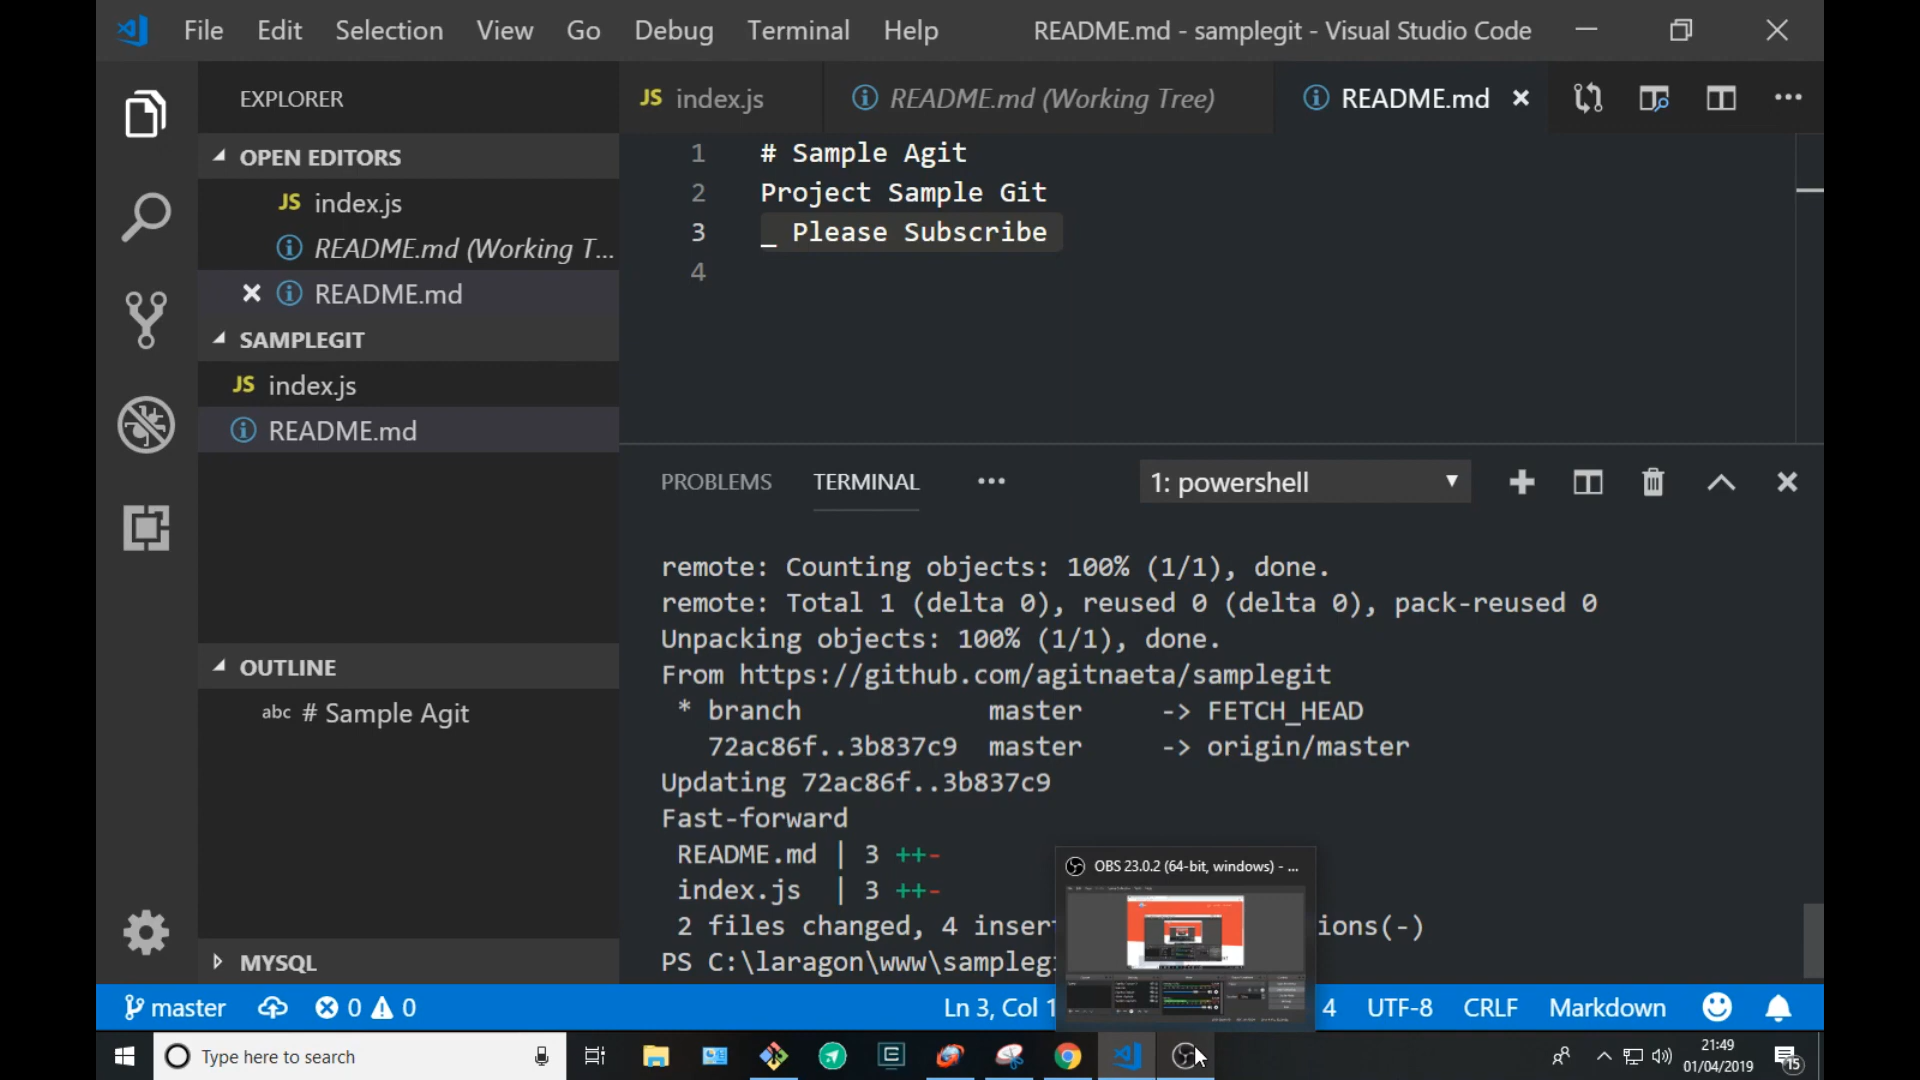 File Edit Selection View Go Debug Terminal Help README.md - samplegit - Visual Studio Code
EXPLORER
OPEN EDITORS
JS index.js
README.md (Working T...
README.md
SAMPLEGIT
JS index.js
README.md
OUTLINE
abc # Sample Agit
MYSQL
JS index.js README.md (Working Tree) README.md
1 # Sample Agit
2 Project Sample Git
3 _ Please Subscribe
4
PROBLEMS TERMINAL 1: powershell
remote: Counting objects: 100% (1/1), done.
remote: Total 1 (delta 0), reused 0 (delta 0), pack-reused 0
Unpacking objects: 100% (1/1), done.
From https://github.com/agitnaeta/samplegit
* branch master -> FETCH_HEAD
72ac86f..3b837c9 master -> origin/master
Updating 72ac86f..3b837c9
Fast-forward
README.md | 3 ++-
index.js | 3 ++-
2 files changed, 4 inser ions(-)
PS C:\laragon\www\sampleg
OBS 23.0.2 (64-bit, windows) - ...
master 0 0 Ln 3, Col 1 4 UTF-8 CRLF Markdown
Type here to search
21:49
01/04/2019
15